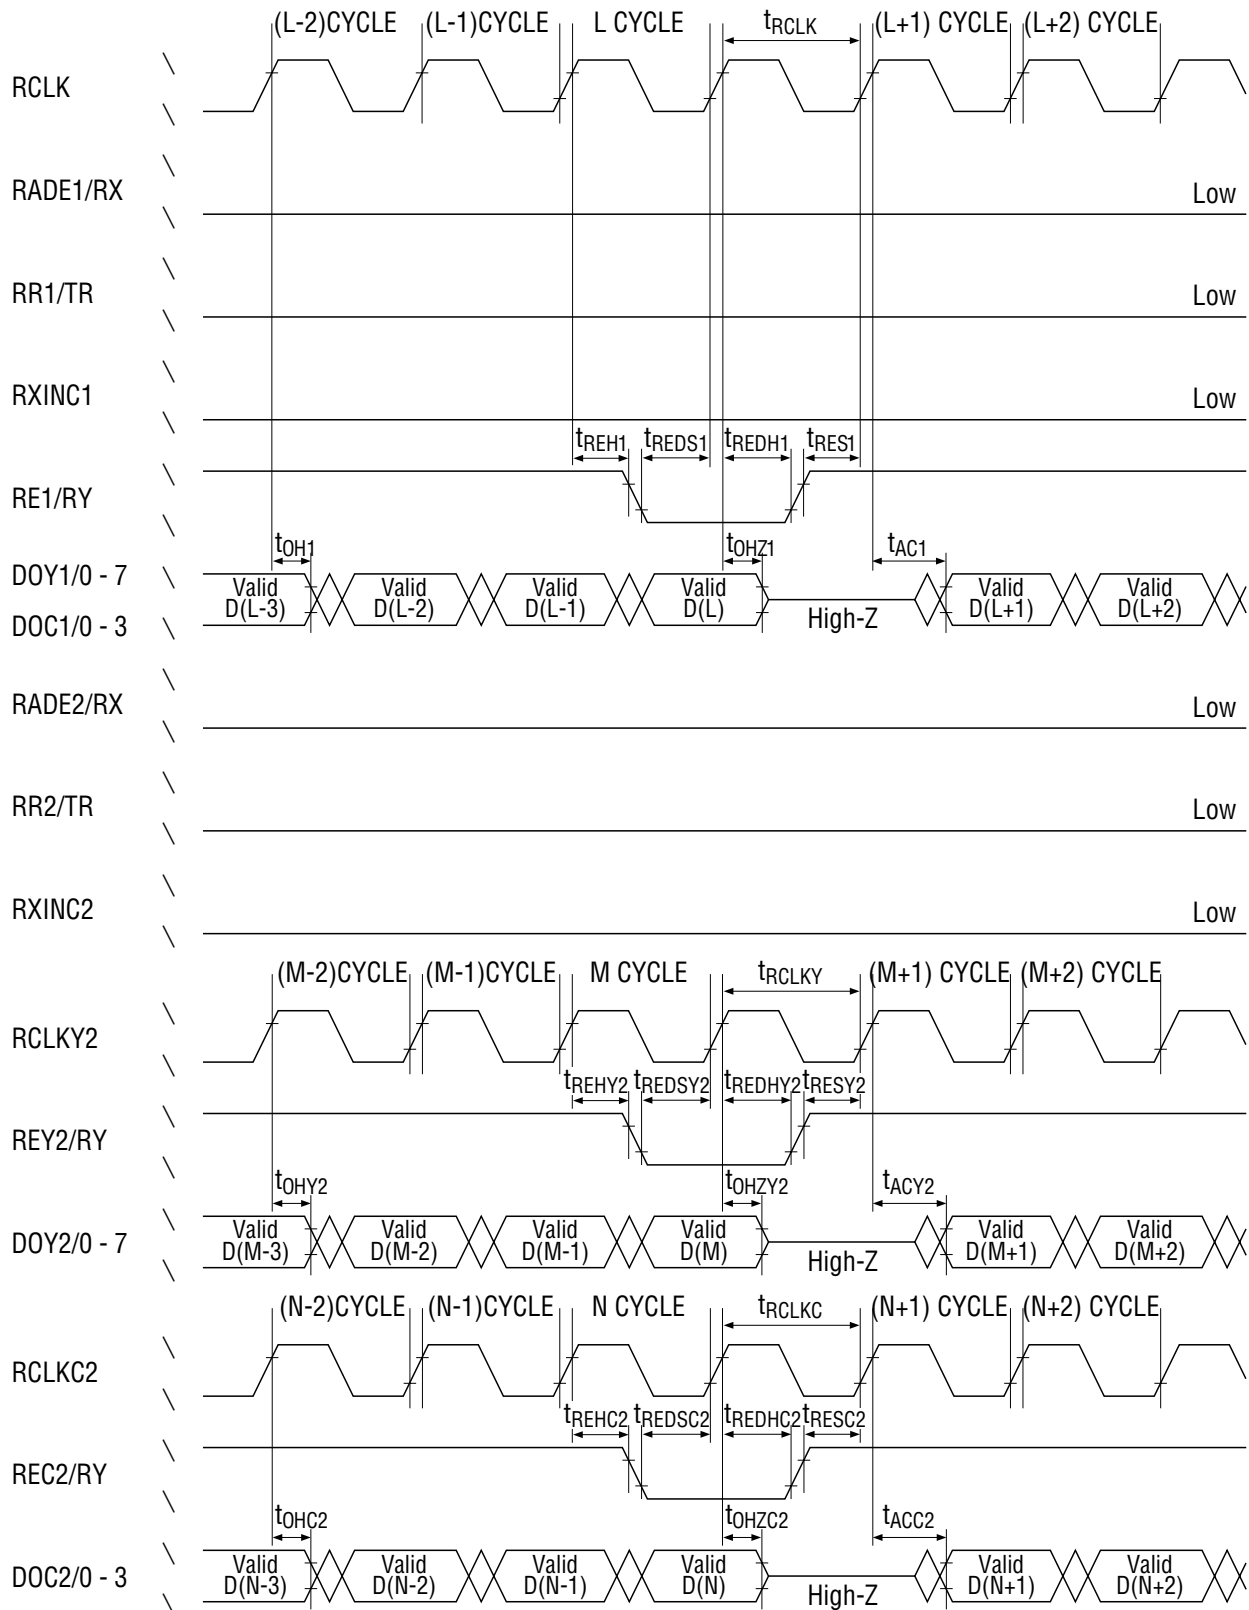 (L-2)CYCLE (L-1)CYCLE L CYCLE tRCLK (L+1) CYCLE (L+2) CYCLE
RCLK
RADE1/RX Low
RR1/TR Low
RXINC1 Low
tREH1 tREDS1 tREDH1 tRES1
RE1/RY
tOH1 tOHZ1 tAC1
DOY1/0 - 7
DOC1/0 - 3
Valid Valid Valid Valid Valid Valid
D(L-3) D(L-2) D(L-1) D(L) High-Z D(L+1) D(L+2)
RADE2/RX Low
RR2/TR Low
RXINC2 Low
(M-2)CYCLE (M-1)CYCLE M CYCLE tRCLKY (M+1) CYCLE (M+2) CYCLE
RCLKY2
tREHY2 tREDSY2 tREDHY2 tRESY2
REY2/RY
tOHY2 tOHZY2 tACY2
DOY2/0 - 7
Valid Valid Valid Valid Valid Valid
D(M-3) D(M-2) D(M-1) D(M) High-Z D(M+1) D(M+2)
(N-2)CYCLE (N-1)CYCLE N CYCLE tRCLKC (N+1) CYCLE (N+2) CYCLE
RCLKC2
tREHC2 tREDSC2 tREDHC2 tRESC2
REC2/RY
tOHC2 tOHZC2 tACC2
DOC2/0 - 3
Valid Valid Valid Valid Valid Valid
D(N-3) D(N-2) D(N-1) D(N) High-Z D(N+1) D(N+2)